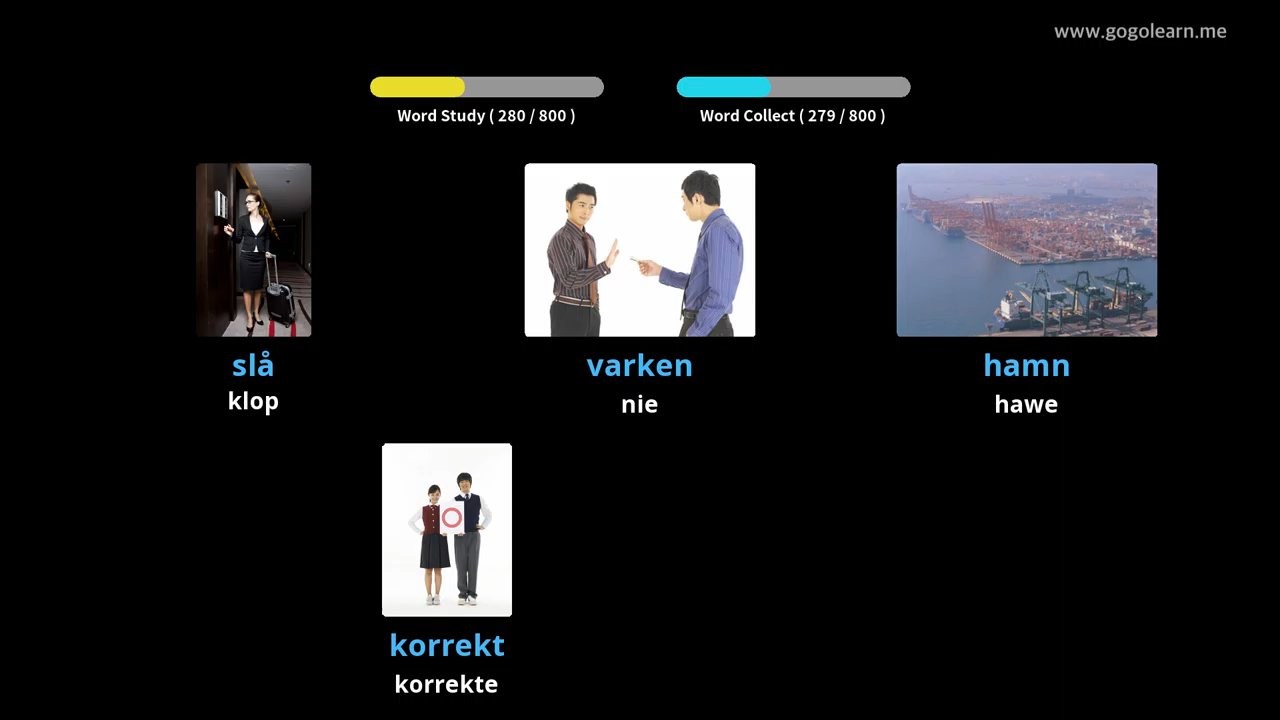 www.gogolearn.me
Word Study ( 280 / 800 )
Word Collect ( 279 / 800 )
slå
klop
varken
nie
hamn
hawe
korrekt
korrekte